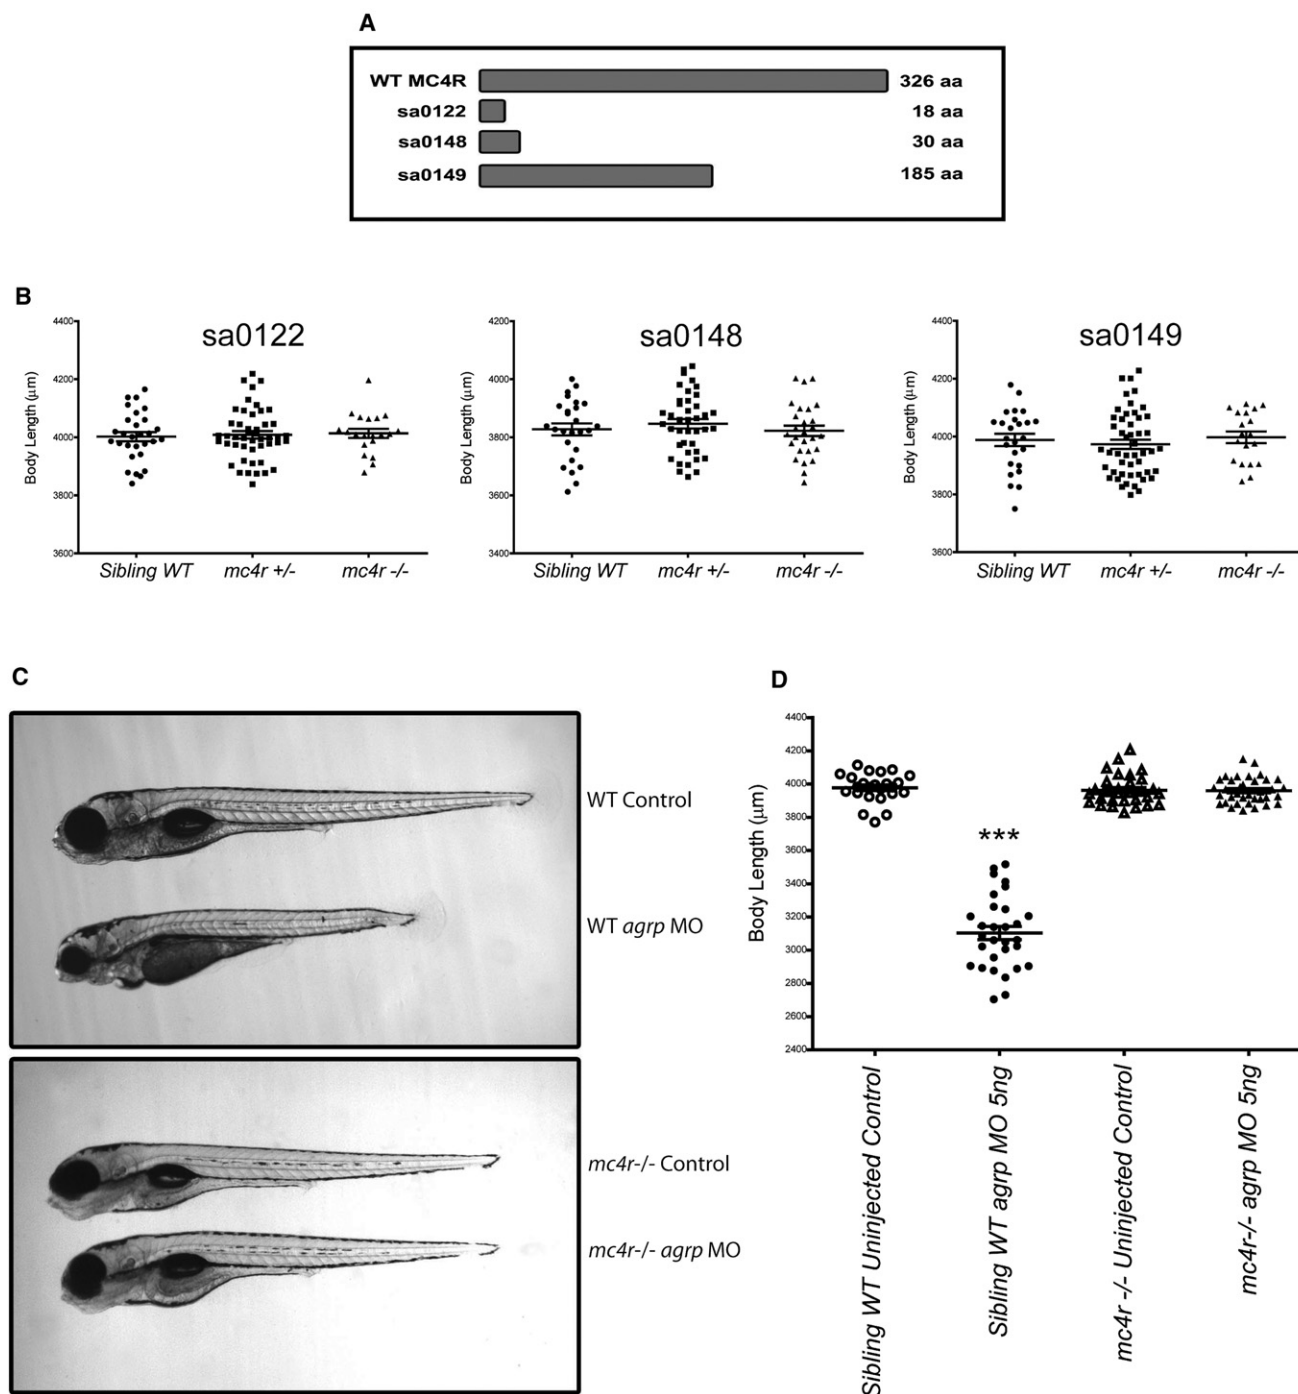 A
WT MC4R 326 aa
sa0122 18 aa
sa0148 30 aa
sa0149 185 aa
B
sa0122
Body Length (μm)
4400
4200
4000
3800
3600
Sibling WT mc4r +/- mc4r -/-
sa0148
Body Length (μm)
4200
4000
3800
3600
3400
Sibling WT mc4r +/- mc4r -/-
sa0149
Body Length (μm)
4400
4200
4000
3800
3600
Sibling WT mc4r +/- mc4r -/-
C
WT Control
WT agrp MO
mc4r-/- Control
mc4r-/- agrp MO
D
Body Length (μm)
4400
4200
4000
3800
3600
3400
3200
3000
2800
2600
2400
***
Sibling WT Uninjected Control
Sibling WT agrp MO 5ng
mc4r -/- Uninjected Control
mc4r-/- agrp MO 5ng